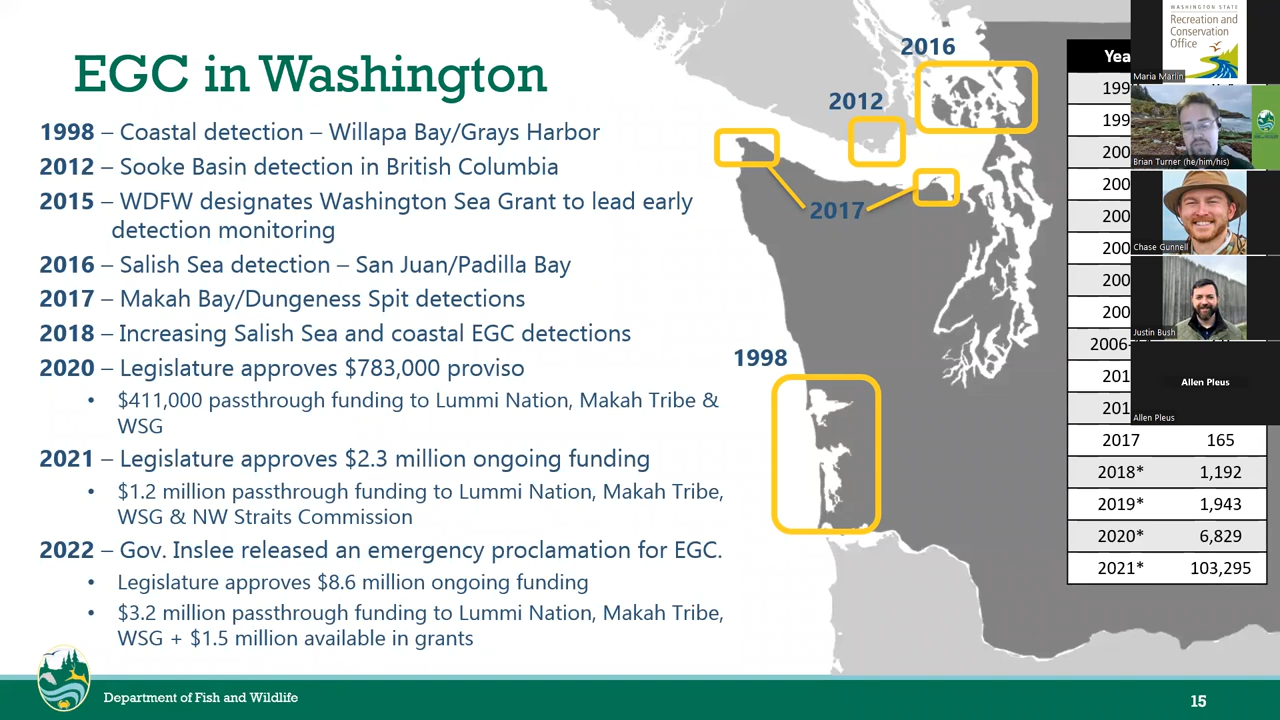 EGC in Washington
1998 – Coastal detection – Willapa Bay/Grays Harbor
2012 – Sooke Basin detection in British Columbia
2015 – WDFW designates Washington Sea Grant to lead early
detection monitoring
2016 – Salish Sea detection – San Juan/Padilla Bay
2017 – Makah Bay/Dungeness Spit detections
2018 – Increasing Salish Sea and coastal EGC detections
2020 – Legislature approves $783,000 proviso
• $411,000 passthrough funding to Lummi Nation, Makah Tribe &
WSG
2021 – Legislature approves $2.3 million ongoing funding
• $1.2 million passthrough funding to Lummi Nation, Makah Tribe,
WSG & NW Straits Commission
2022 – Gov. Inslee released an emergency proclamation for EGC.
• Legislature approves $8.6 million ongoing funding
• $3.2 million passthrough funding to Lummi Nation, Makah Tribe,
WSG + $1.5 million available in grants
2016
2012
2017
1998
2017 165
2018* 1,192
2019* 1,943
2020* 6,829
2021* 103,295
WASHINGTON STATE
Recreation and
Conservation
Office
Maria Marlin
Brian Turner (he/him/his)
Chase Gunnell
Justin Bush
Allen Pleus
Allen Pleus
Department of Fish and Wildlife
15